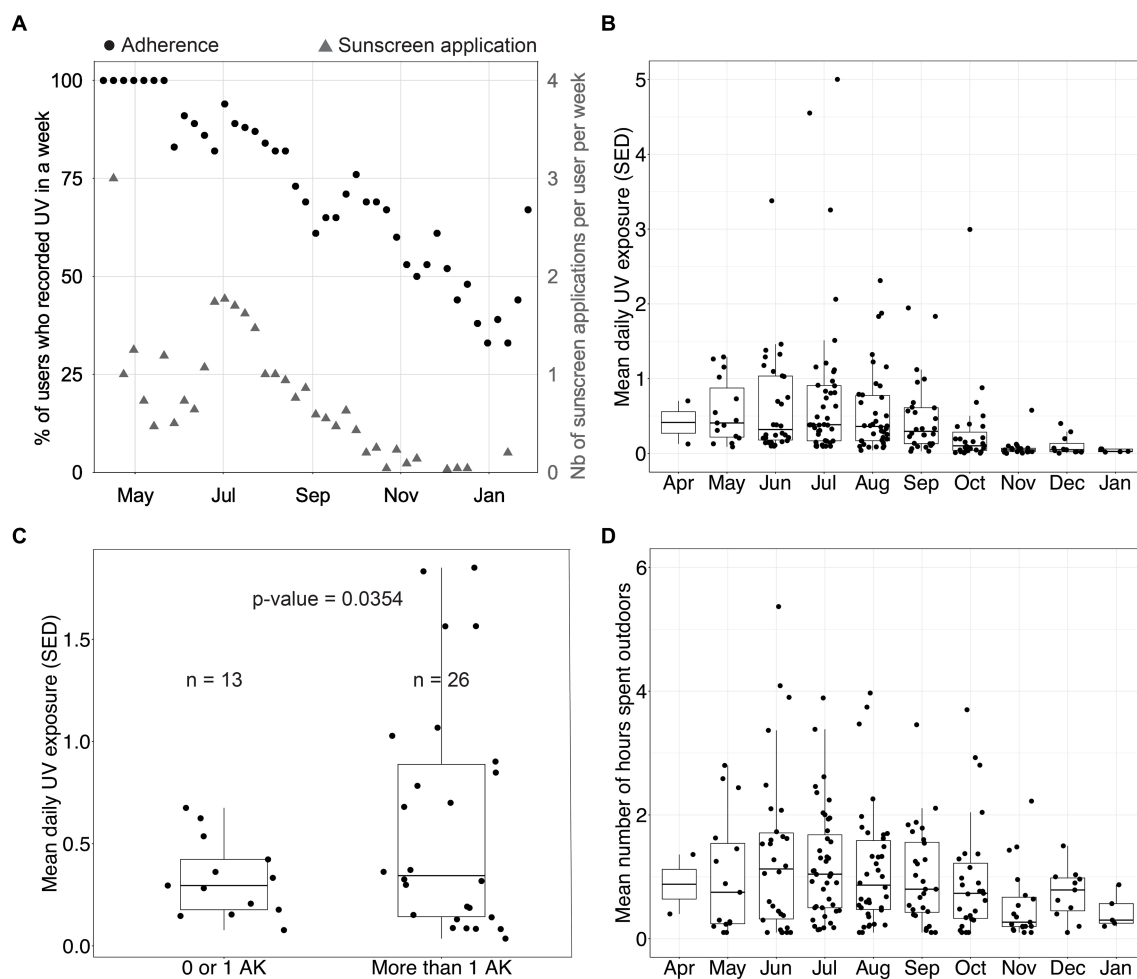 A
Adherence
Sunscreen application
% of users who recorded UV in a week
100
75
50
25
0
4
3
2
1
0
Nb of sunscreen applications per user per week
May Jul Sep Nov Jan
B
Mean daily UV exposure (SED)
5
4
3
2
1
0
Apr May Jun Jul Aug Sep Oct Nov Dec Jan
C
Mean daily UV exposure (SED)
1.5
1.0
0.5
0.0
p-value = 0.0354
n = 13
n = 26
0 or 1 AK
More than 1 AK
D
Mean number of hours spent outdoors
6
4
2
0
Apr May Jun Jul Aug Sep Oct Nov Dec Jan